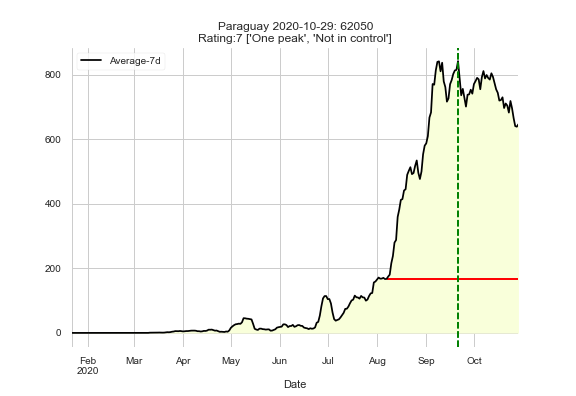 Paraguay 2020-10-29: 62050
Rating:7 ['One peak', 'Not in control']
Average-7d
800
600
400
200
0
Feb Mar Apr May Jun Jul Aug Sep Oct
2020
Date